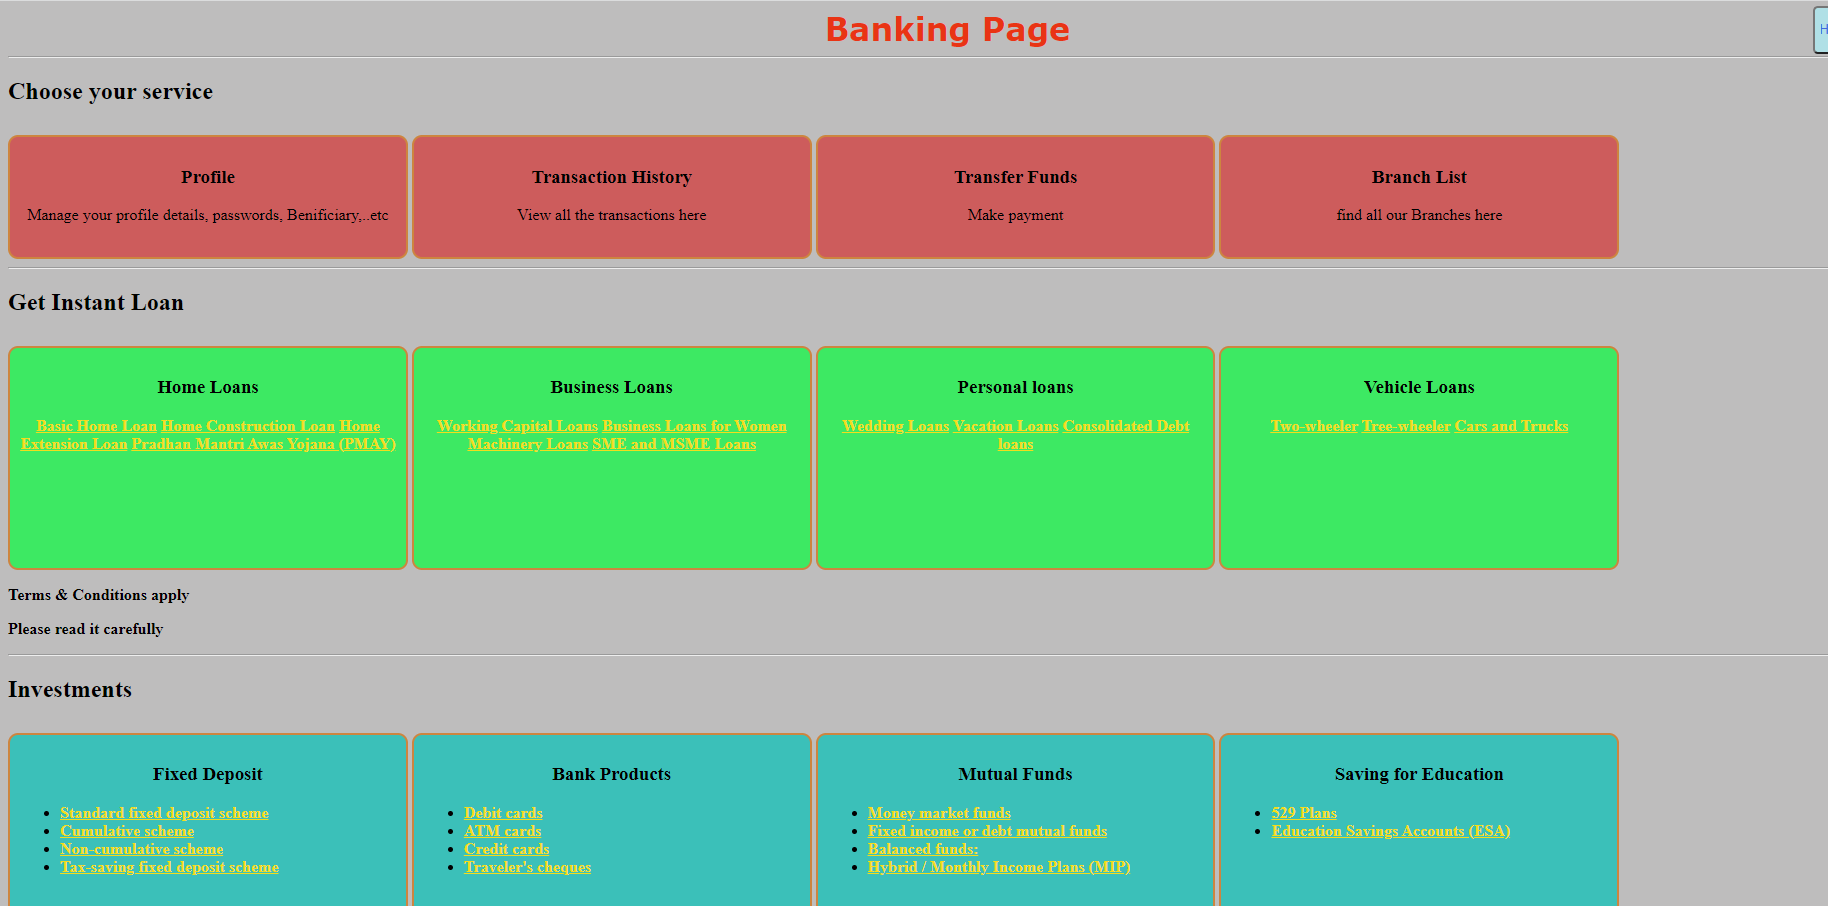 Banking Page
H
Choose your service
Profile
Manage your profile details, passwords, Benificiary,..etc
Transaction History
View all the transactions here
Transfer Funds
Make payment
Branch List
find all our Branches here
Get Instant Loan
Home Loans
Basic Home Loan Home Construction Loan Home
Extension Loan Pradhan Mantri Awas Yojana (PMAY)
Business Loans
Working Capital Loans Business Loans for Women
Machinery Loans SME and MSME Loans
Personal loans
Wedding Loans Vacation Loans Consolidated Debt
loans
Vehicle Loans
Two-wheeler Tree-wheeler Cars and Trucks
Terms & Conditions apply
Please read it carefully
Investments
Fixed Deposit
Standard fixed deposit scheme
Cumulative scheme
Non-cumulative scheme
Tax-saving fixed deposit scheme
Bank Products
Debit cards
ATM cards
Credit cards
Traveler's cheques
Mutual Funds
Money market funds
Fixed income or debt mutual funds
Balanced funds:
Hybrid / Monthly Income Plans (MIP)
Saving for Education
529 Plans
Education Savings Accounts (ESA)